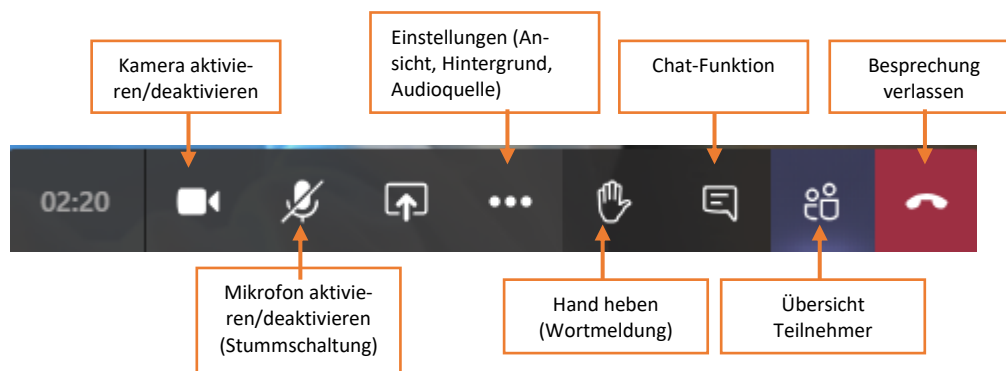 Kamera aktivie-
ren/deaktivieren
Einstellungen (An-
sicht, Hintergrund,
Audioquelle)
Chat-Funktion
Besprechung
verlassen
02:20
Mikrofon aktivie-
ren/deaktivieren
(Stummschaltung)
Hand heben
(Wortmeldung)
Übersicht
Teilnehmer